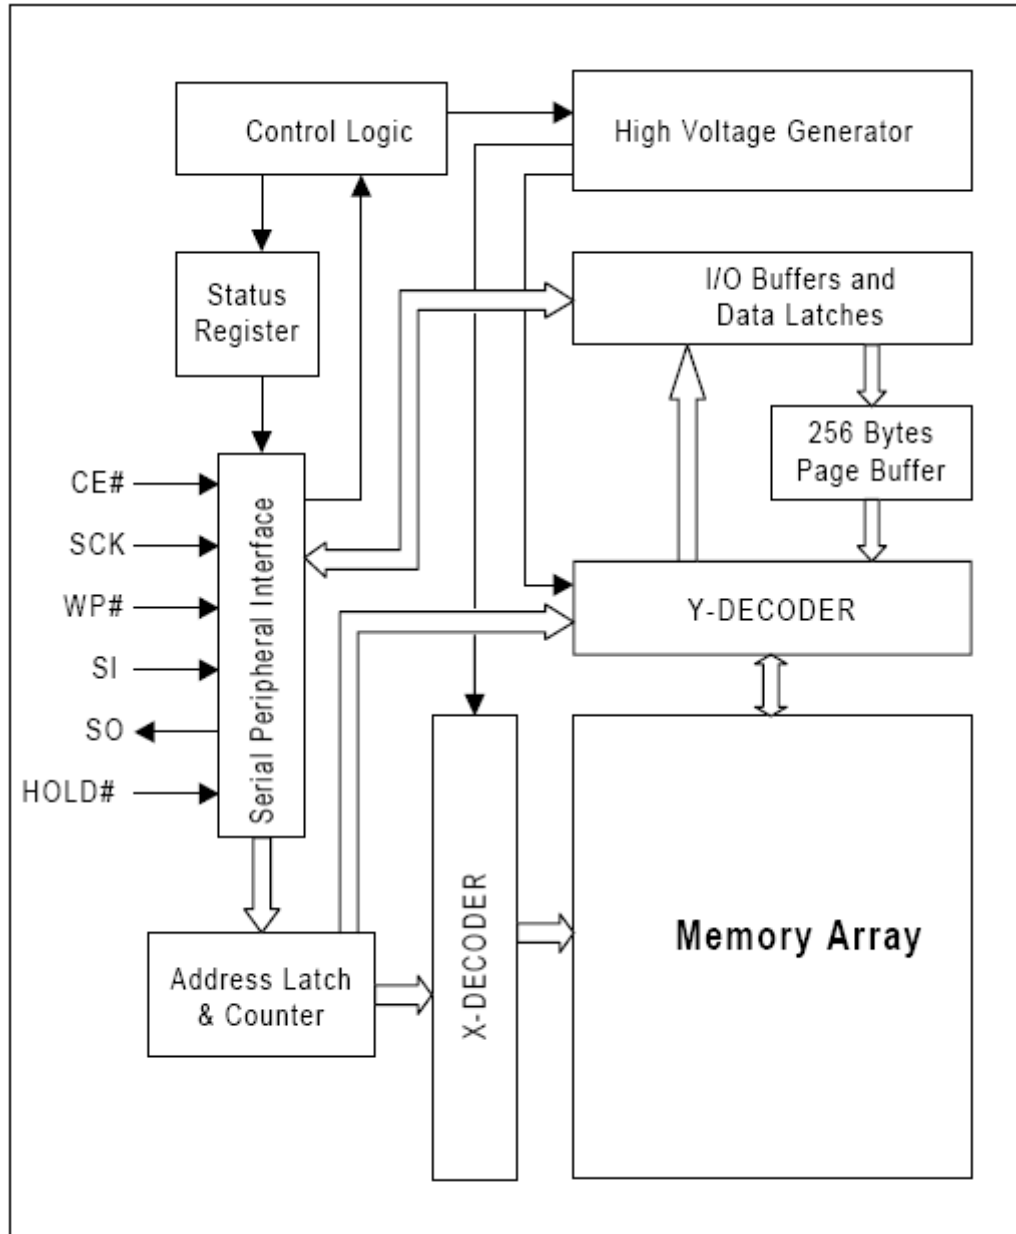 Control Logic
High Voltage Generator
Status
Register
I/O Buffers and
Data Latches
256 Bytes
Page Buffer
CE#
SCK
WP#
SI
SO
HOLD#
Serial Peripheral Interface
Y-DECODER
X-DECODER
Memory Array
Address Latch
& Counter